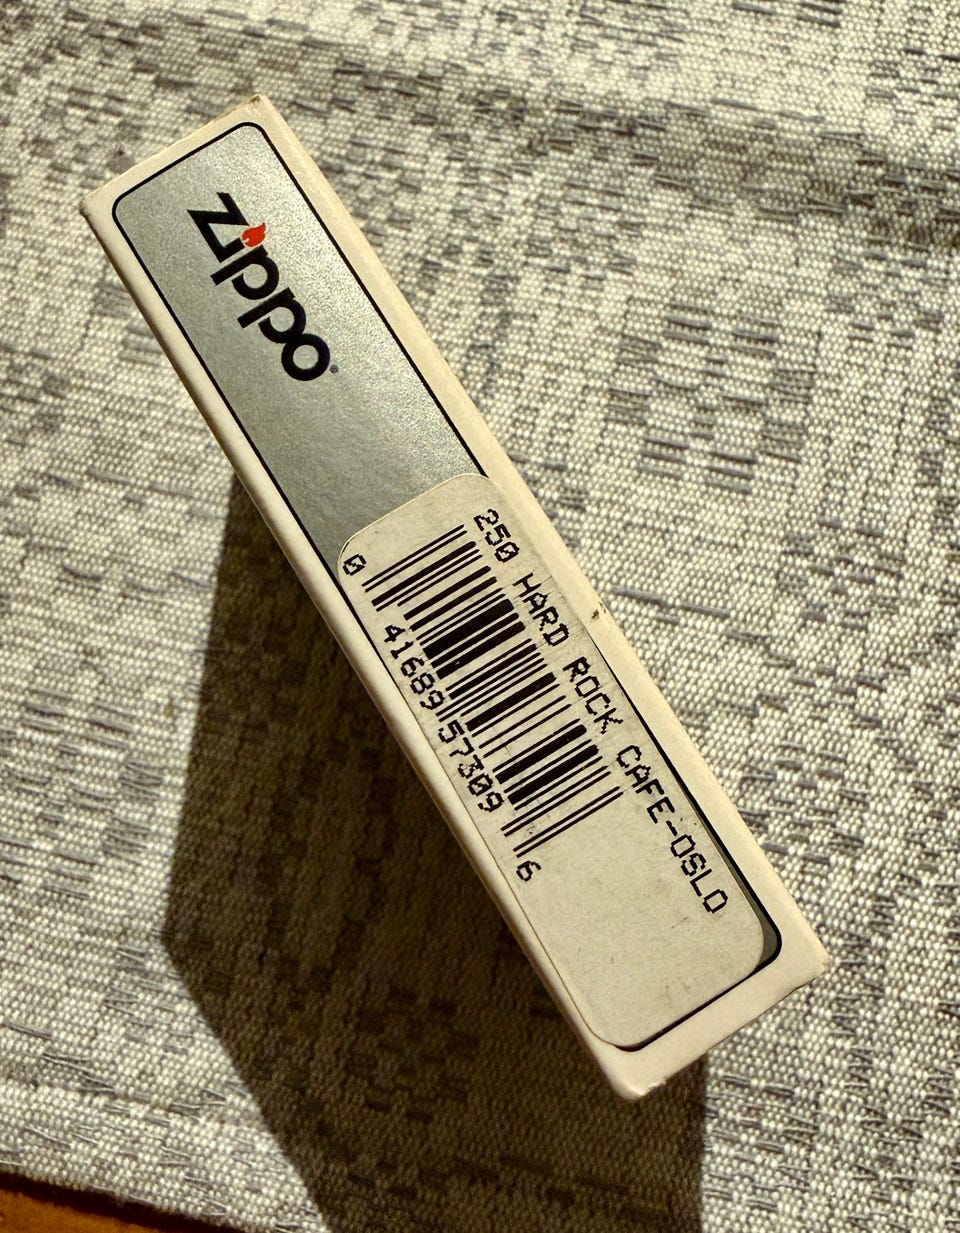 Zippo®
250 HARD ROCK CAFE-OSLO
0 41689 57309 6